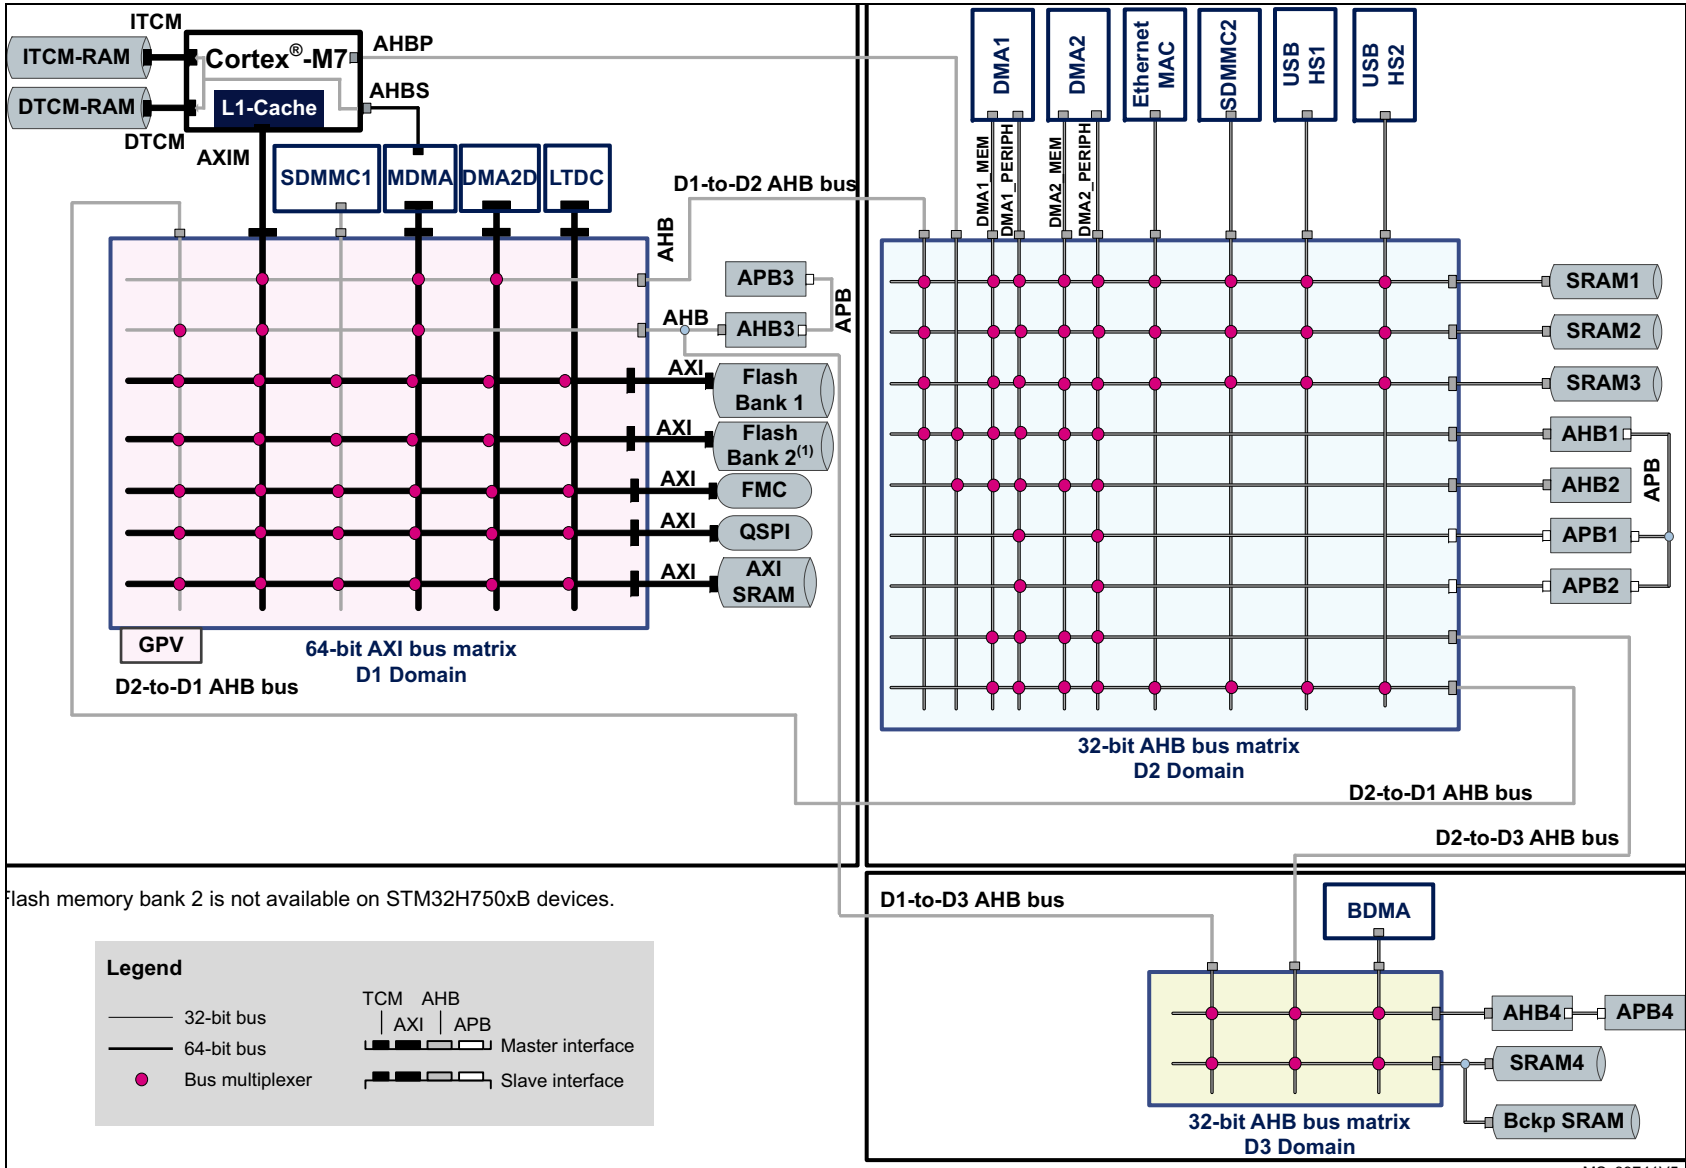 ITCM
ITCM-RAM
Cortex®-M7
AHBP
DTCM-RAM
L1-Cache
AHBS
DTCM
AXIM
SDMMC1
MDMA
DMA2D
LTDC
D1-to-D2 AHB bus
AHB
APB3
AHB
AHB3
APB
AXI
Flash
Bank 1
AXI
Flash
Bank 2(1)
AXI
FMC
AXI
QSPI
AXI
AXI
SRAM
GPV
64-bit AXI bus matrix
D1 Domain
D2-to-D1 AHB bus
DMA1
DMA2
Ethernet
MAC
SDMMC2
USB
HS1
USB
HS2
DMA1_MEM
DMA1_PERIPH
DMA2_MEM
DMA2_PERIPH
SRAM1
SRAM2
SRAM3
AHB1
AHB2
APB
APB1
APB2
32-bit AHB bus matrix
D2 Domain
D2-to-D1 AHB bus
D2-to-D3 AHB bus
Flash memory bank 2 is not available on STM32H750xB devices.
D1-to-D3 AHB bus
BDMA
AHB4
APB4
SRAM4
Bckp SRAM
32-bit AHB bus matrix
D3 Domain
Legend
32-bit bus
64-bit bus
Bus multiplexer
TCM AHB
AXI APB
Master interface
Slave interface